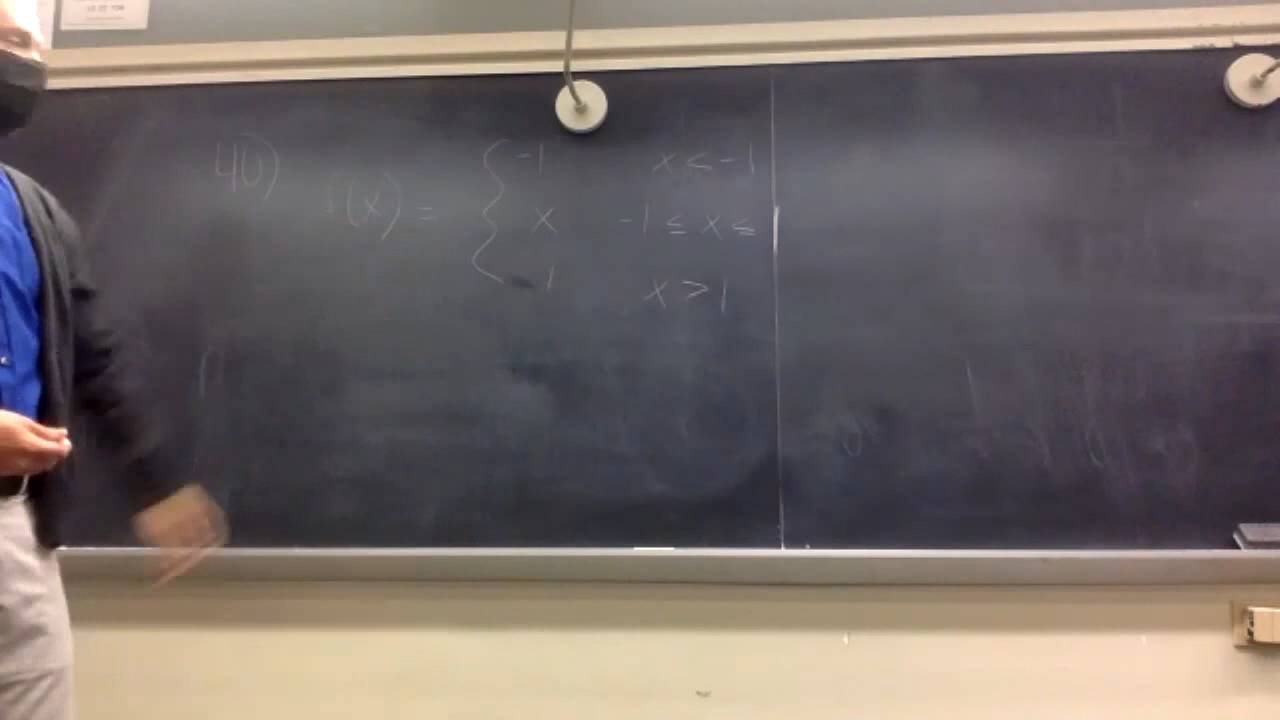 40) f(x) = { -1 x < -1
x -1 ≤ x ≤
1 x > 1